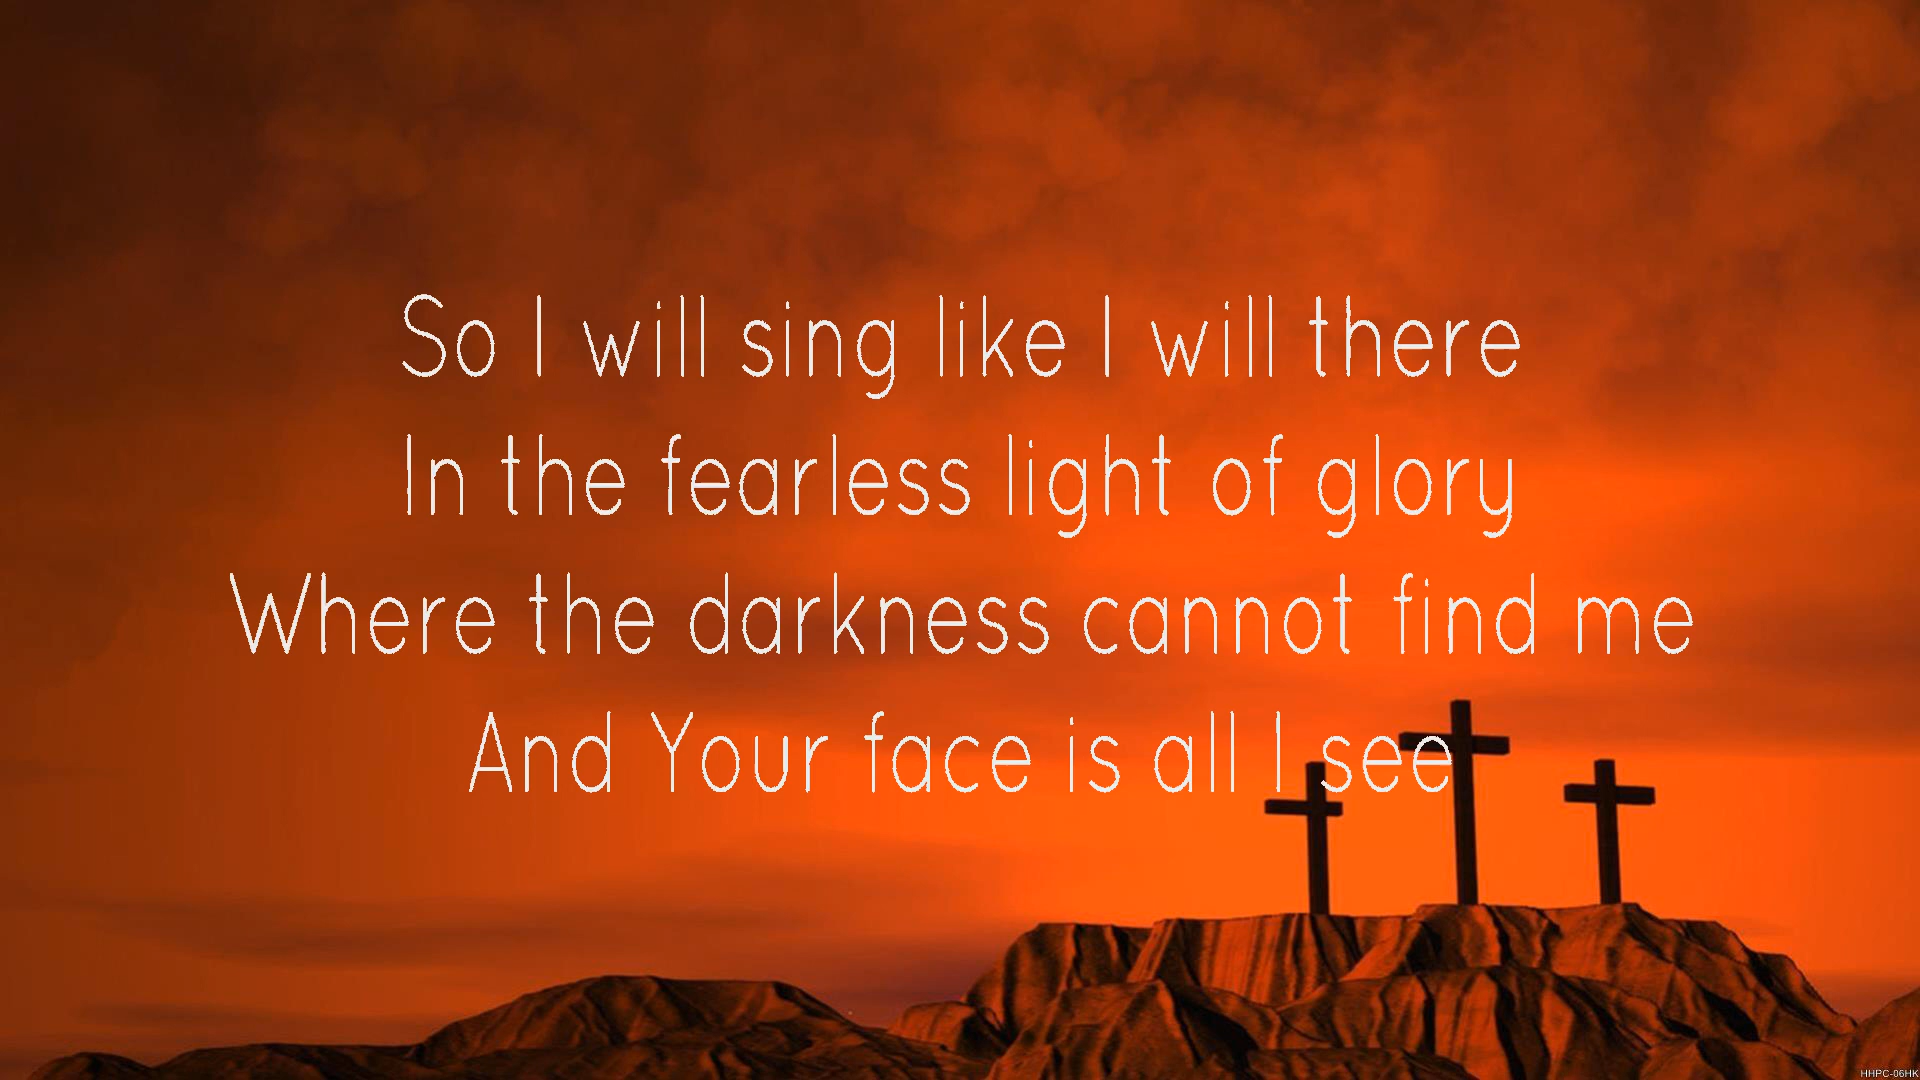 So I will sing like I will there
In the fearless light of glory
Where the darkness cannot find me
And Your face is all I see
HHPC-06HK